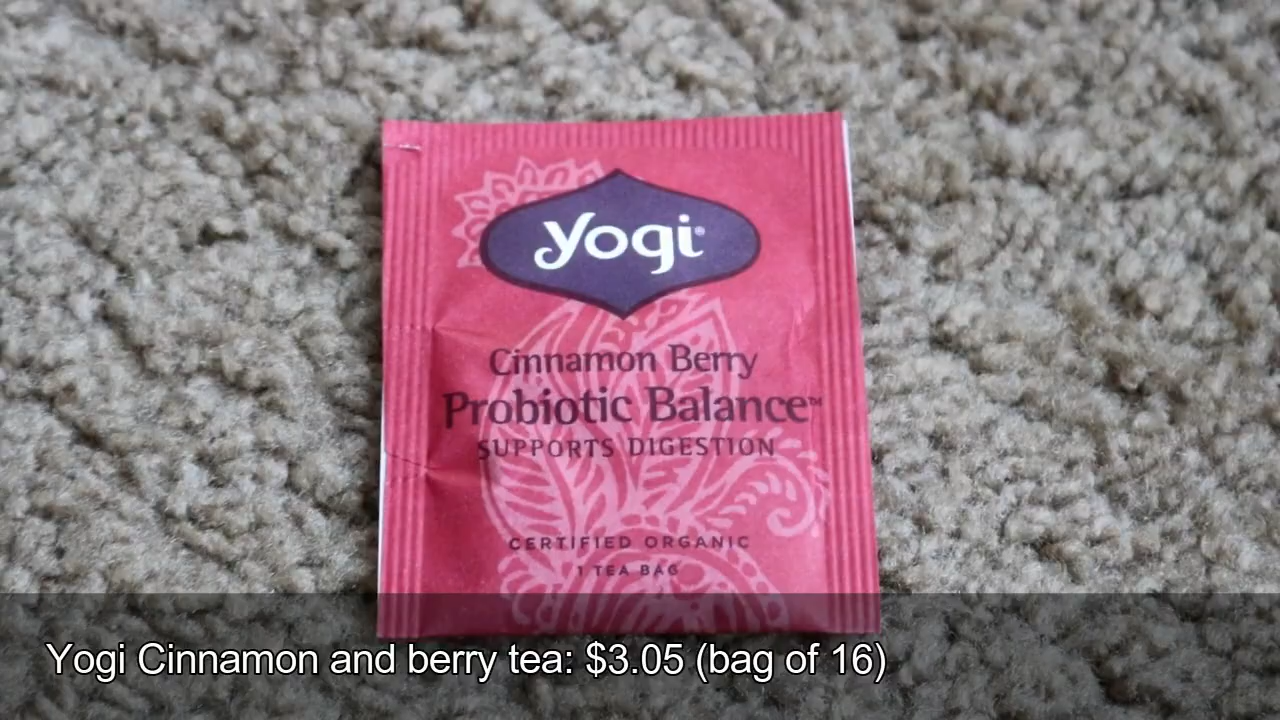 yogi®
Cinnamon Berry
Probiotic Balance™
SUPPORTS DIGESTION
CERTIFIED ORGANIC
1 TEA BAG
Yogi Cinnamon and berry tea: $3.05 (bag of 16)